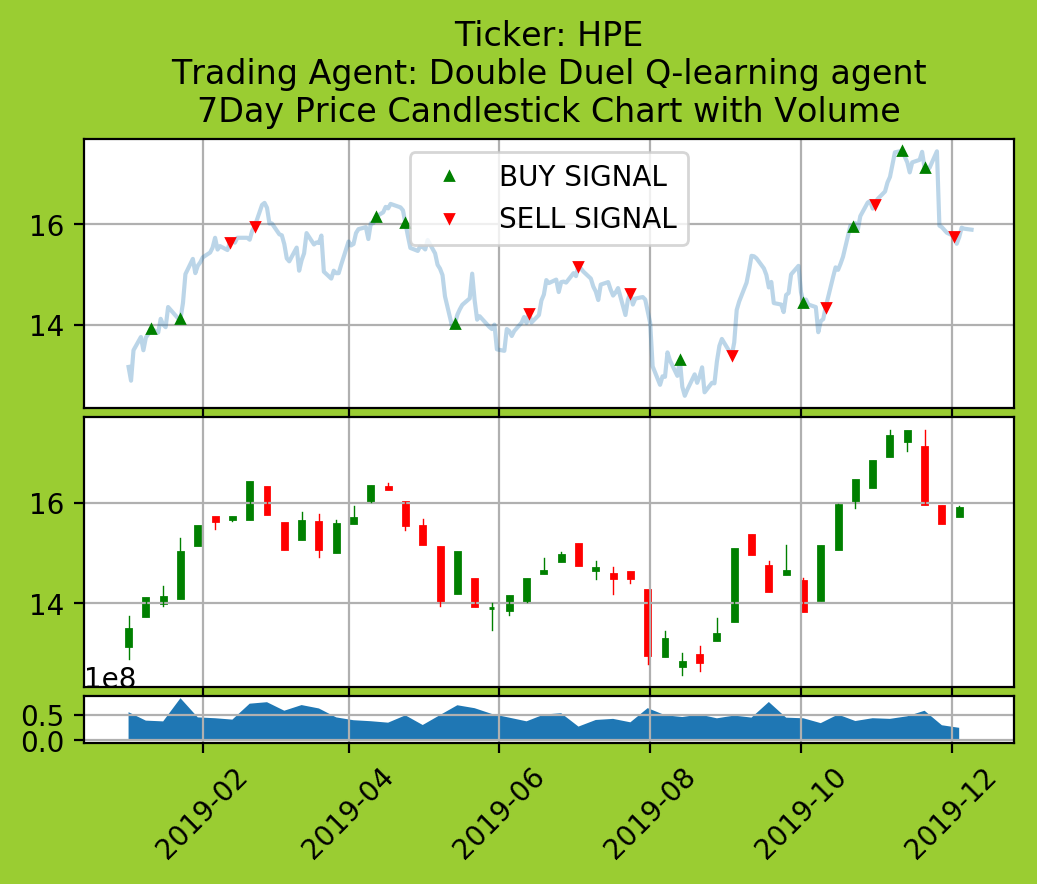 Ticker: HPE
Trading Agent: Double Duel Q-learning agent
7Day Price Candlestick Chart with Volume
BUY SIGNAL
SELL SIGNAL
16
14
16
14
1e8
0.5
0.0
2019-02
2019-04
2019-06
2019-08
2019-10
2019-12